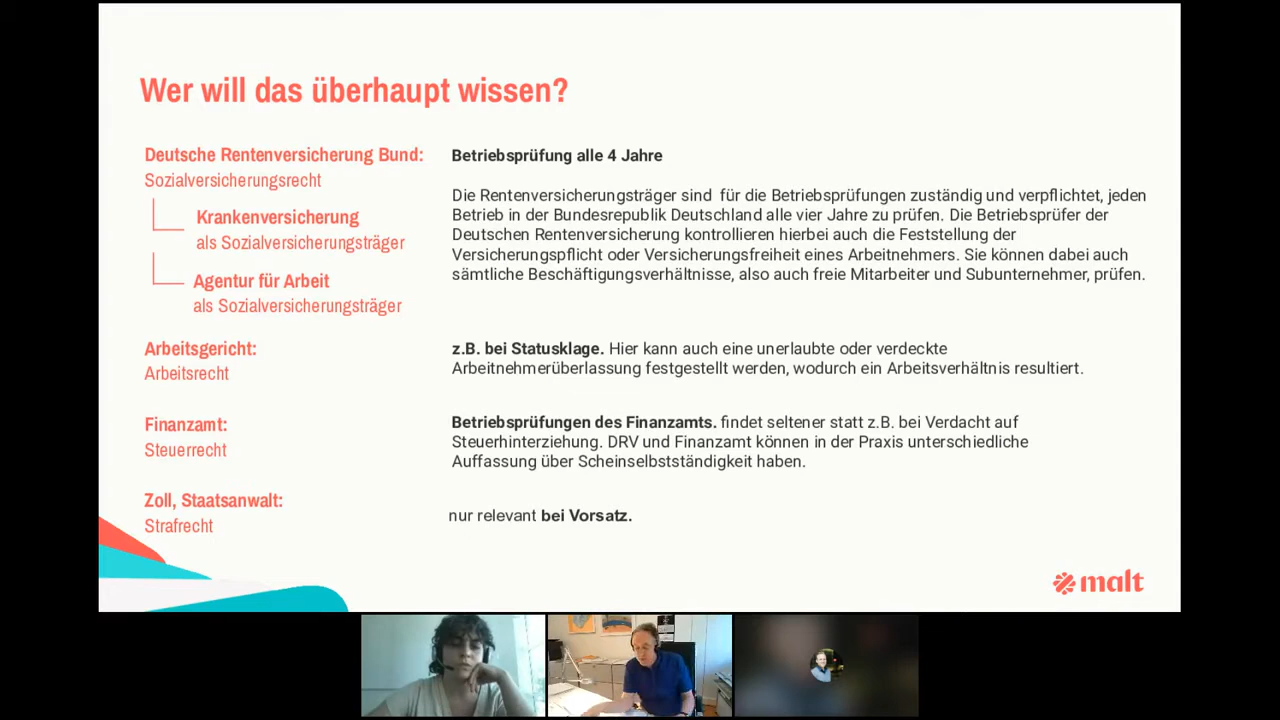 Wer will das überhaupt wissen?
Deutsche Rentenversicherung Bund:
Sozialversicherungsrecht
Krankenversicherung
als Sozialversicherungsträger
Agentur für Arbeit
als Sozialversicherungsträger
Betriebsprüfung alle 4 Jahre
Die Rentenversicherungsträger sind für die Betriebsprüfungen zuständig und verpflichtet, jeden
Betrieb in der Bundesrepublik Deutschland alle vier Jahre zu prüfen. Die Betriebsprüfer der
Deutschen Rentenversicherung kontrollieren hierbei auch die Feststellung der
Versicherungspflicht oder Versicherungsfreiheit eines Arbeitnehmers. Sie können dabei auch
sämtliche Beschäftigungsverhältnisse, also auch freie Mitarbeiter und Subunternehmer, prüfen.
Arbeitsgericht:
Arbeitsrecht
z.B. bei Statusklage. Hier kann auch eine unerlaubte oder verdeckte
Arbeitnehmerüberlassung festgestellt werden, wodurch ein Arbeitsverhältnis resultiert.
Finanzamt:
Steuerrecht
Betriebsprüfungen des Finanzamts. findet seltener statt z.B. bei Verdacht auf
Steuerhinterziehung. DRV und Finanzamt können in der Praxis unterschiedliche
Auffassung über Scheinselbstständigkeit haben.
Zoll, Staatsanwalt:
Strafrecht
nur relevant bei Vorsatz.
malt